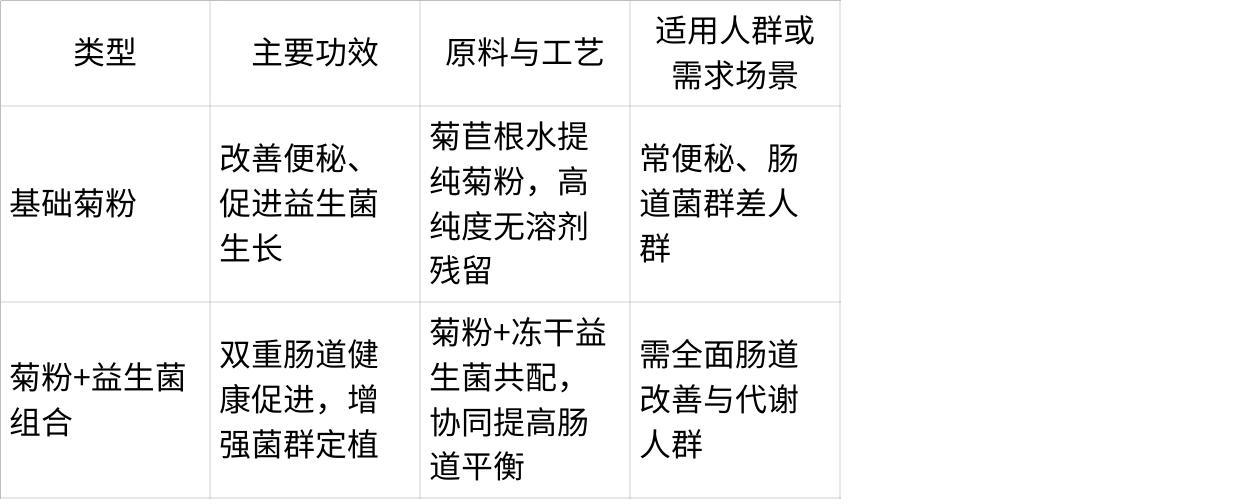 类型
主要功效
原料与工艺
适用人群或
需求场景
基础菊粉
改善便秘、
促进益生菌
生长
菊苣根水提
纯菊粉，高
纯度无溶剂
残留
常便秘、肠
道菌群差人
群
菊粉+益生菌
组合
双重肠道健
康促进，增
强菌群定植
菊粉+冻干益
生菌共配，
协同提高肠
道平衡
需全面肠道
改善与代谢
人群